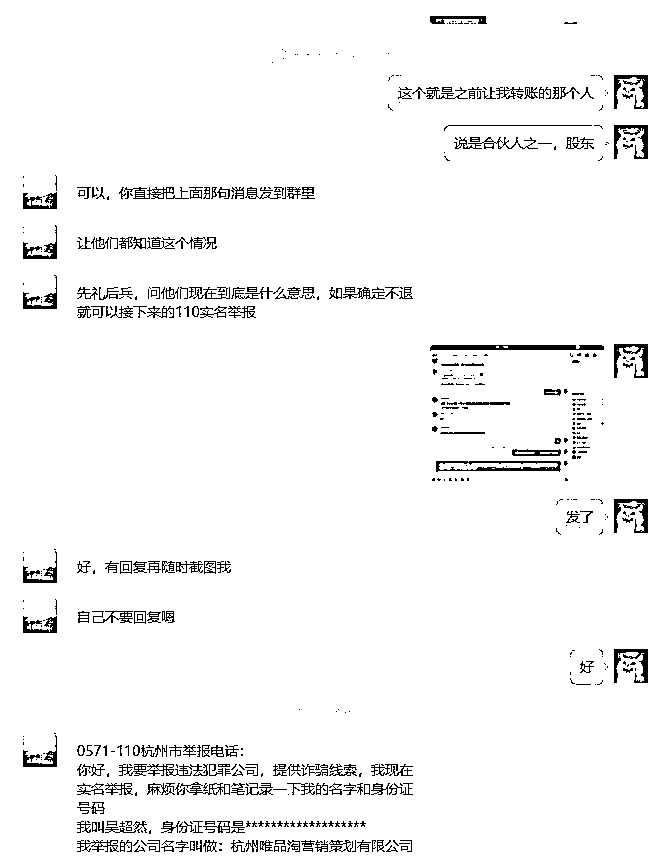 这个就是之前让我转账的那个人
说是合伙人之一，股东
可以，你直接把上面那句消息发到群里
让他们都知道这个情况
先礼后兵，问他们现在到底是什么意思，如果确定不退
就可以接下来的110实名举报
发了
好，有回复再随时截图我
自己不要回复嗯
好
0571-110杭州市举报电话：
你好，我要举报违法犯罪公司，提供诈骗线索，我现在
实名举报，麻烦你拿纸和笔记录一下我的名字和身份证
号码
我叫吴超然，身份证号码是*******************
我举报的公司名字叫做：杭州唯品淘营销策划有限公司